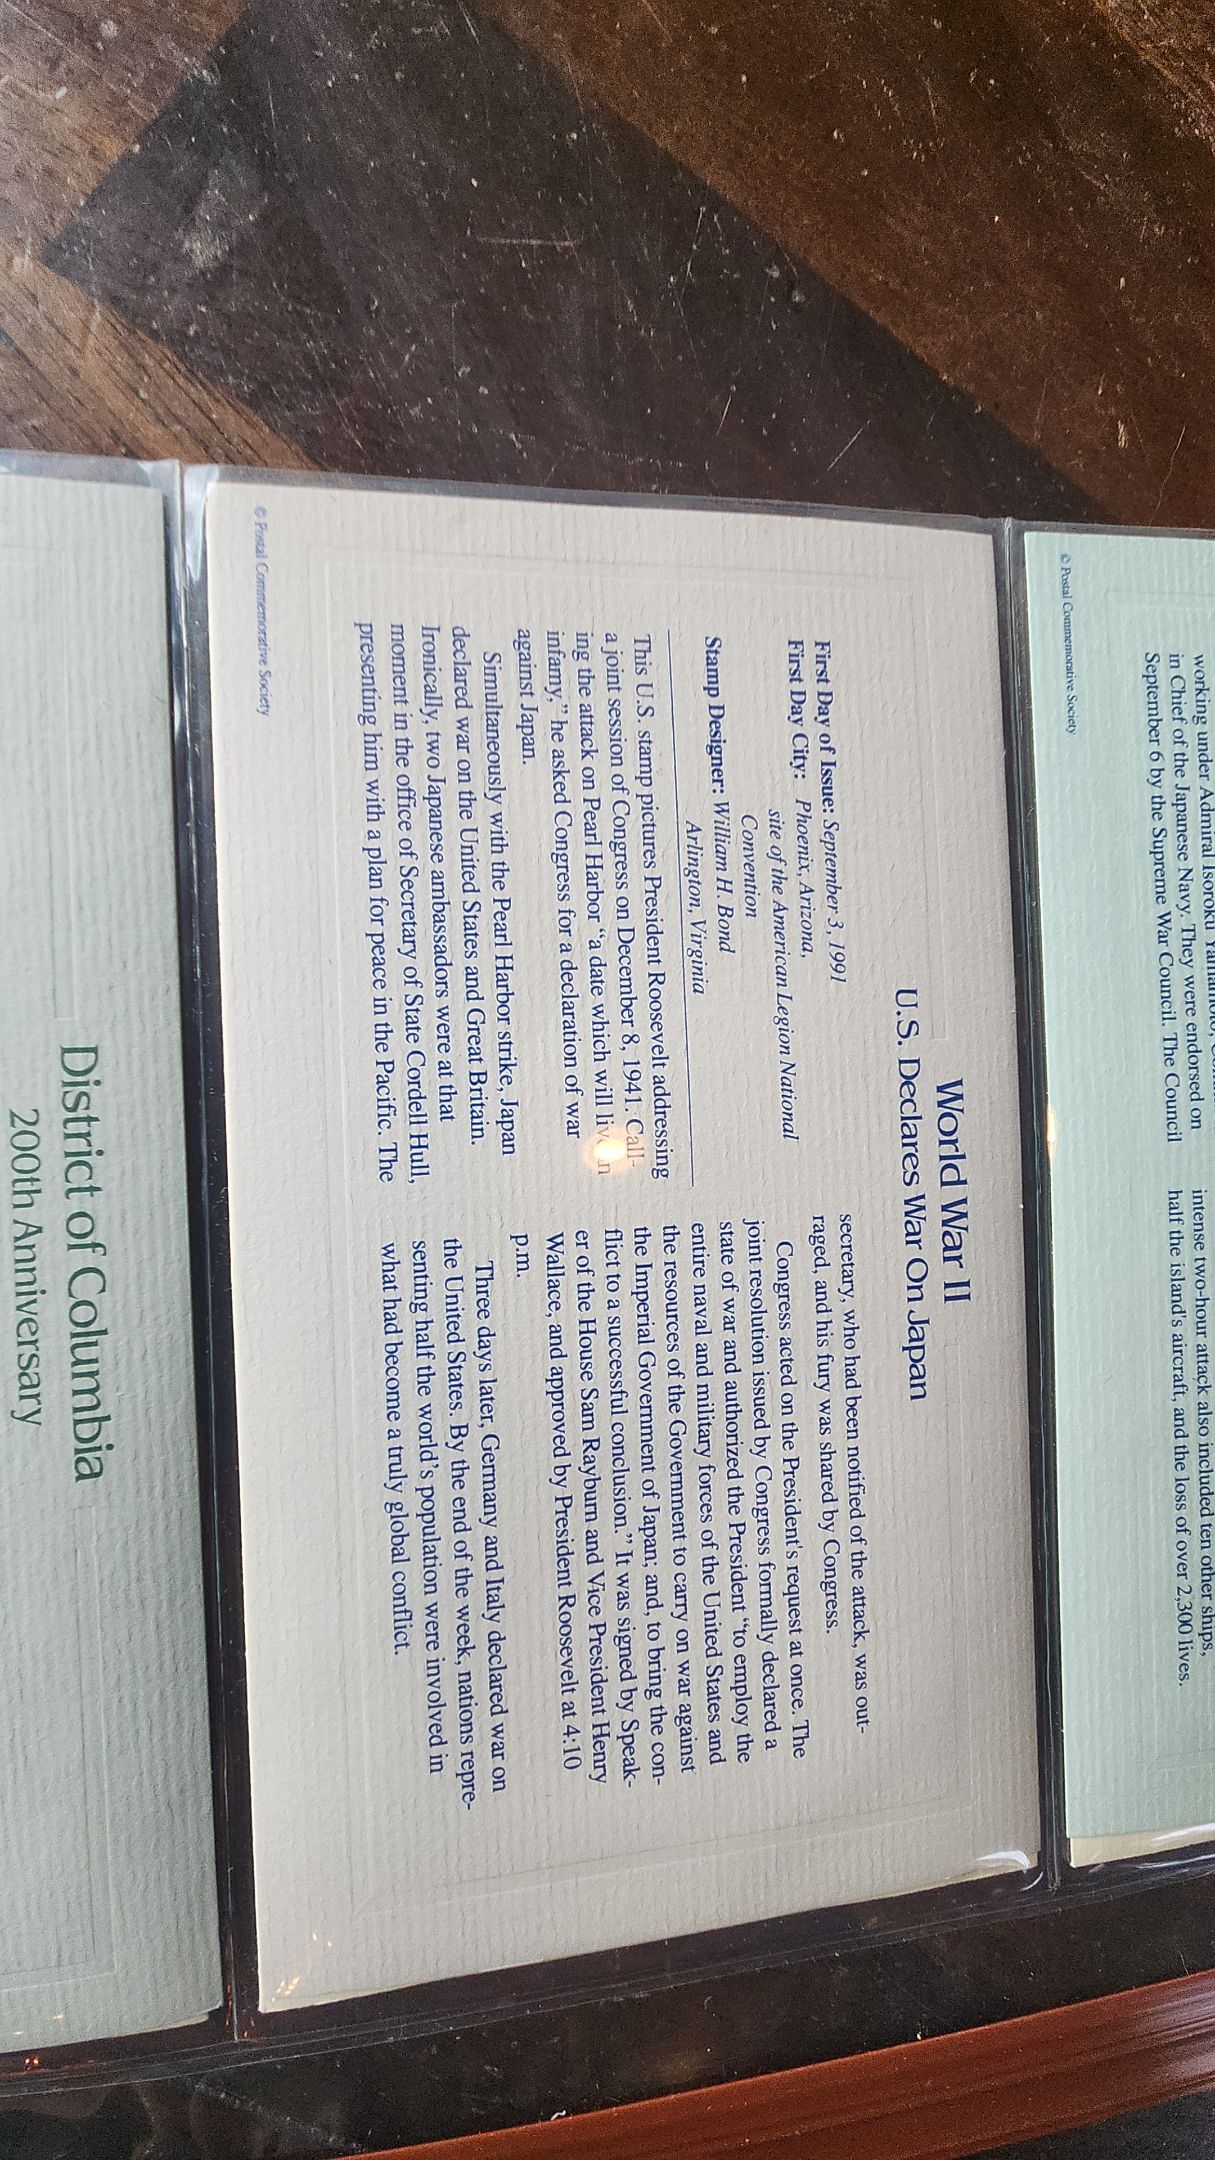 working under Admiral Isoroku
in Chief of the Japanese Navy. They were endorsed on
September 6 by the Supreme War Council. The Council
intense two-hour attack also included ten other ships,
half the island's aircraft, and the loss of over 2,300 lives.
© Postal Commemorative Society
World War II
U.S. Declares War On Japan
First Day of Issue: September 3, 1991
First Day City: Phoenix, Arizona,
site of the American Legion National
Convention
Stamp Designer: William H. Bond
Arlington, Virginia
This U.S. stamp pictures President Roosevelt addressing
a joint session of Congress on December 8, 1941. Call-
ing the attack on Pearl Harbor “a date which will live in
infamy,” he asked Congress for a declaration of war
against Japan.
Simultaneously with the Pearl Harbor strike, Japan
declared war on the United States and Great Britain.
Ironically, two Japanese ambassadors were at that
moment in the office of Secretary of State Cordell Hull,
presenting him with a plan for peace in the Pacific. The
secretary, who had been notified of the attack, was out-
raged, and his fury was shared by Congress.
Congress acted on the President's request at once. The
joint resolution issued by Congress formally declared a
state of war and authorized the President “to employ the
entire naval and military forces of the United States and
the resources of the Government to carry on war against
the Imperial Government of Japan; and, to bring the con-
flict to a successful conclusion.” It was signed by Speak-
er of the House Sam Rayburn and Vice President Henry
Wallace, and approved by President Roosevelt at 4:10
p.m.
Three days later, Germany and Italy declared war on
the United States. By the end of the week, nations repre-
senting half the world's population were involved in
what had become a truly global conflict.
© Postal Commemorative Society
District of Columbia
200th Anniversary